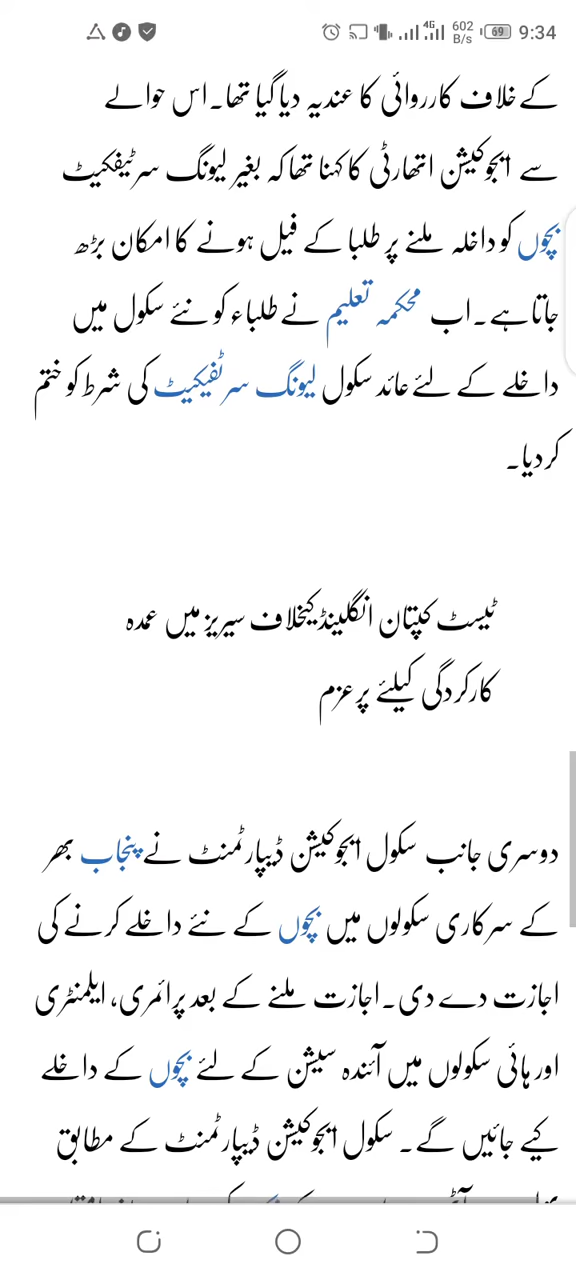 4G 602 B/s 69 9:34
کے خلاف کارروائی کا عندیہ دیا گیا تھا۔ اس حوالے
سے ایجوکیشن اتھارٹی کا کہنا تھا کہ بغیر لیونگ سرٹیفکیٹ
بچوں کو داخلہ ملنے پر طلبا کے فیل ہونے کا امکان بڑھ
جاتا ہے۔ اب محکمہ تعلیم نے طلباء کو نئے سکول میں
داخلے کے لئے عائد سکول لیونگ سرٹفیکیٹ کی شرط کو ختم
کر دیا۔
ٹیسٹ کپتان انگلینڈ کیخلاف سیریز میں عمدہ
کارکردگی کیلئے پر عزم
دوسری جانب سکول ایجوکیشن ڈیپارٹمنٹ نے پنجاب بھر
کے سرکاری سکولوں میں بچوں کے نئے داخلے کرنے کی
اجازت دے دی۔ اجازت ملنے کے بعد پرائمری، ایلمنٹری
اور ہائی سکولوں میں آئندہ سیشن کے لئے بچوں کے داخلے
کیے جائیں گے۔ سکول ایجوکیشن ڈیپارٹمنٹ کے مطابق